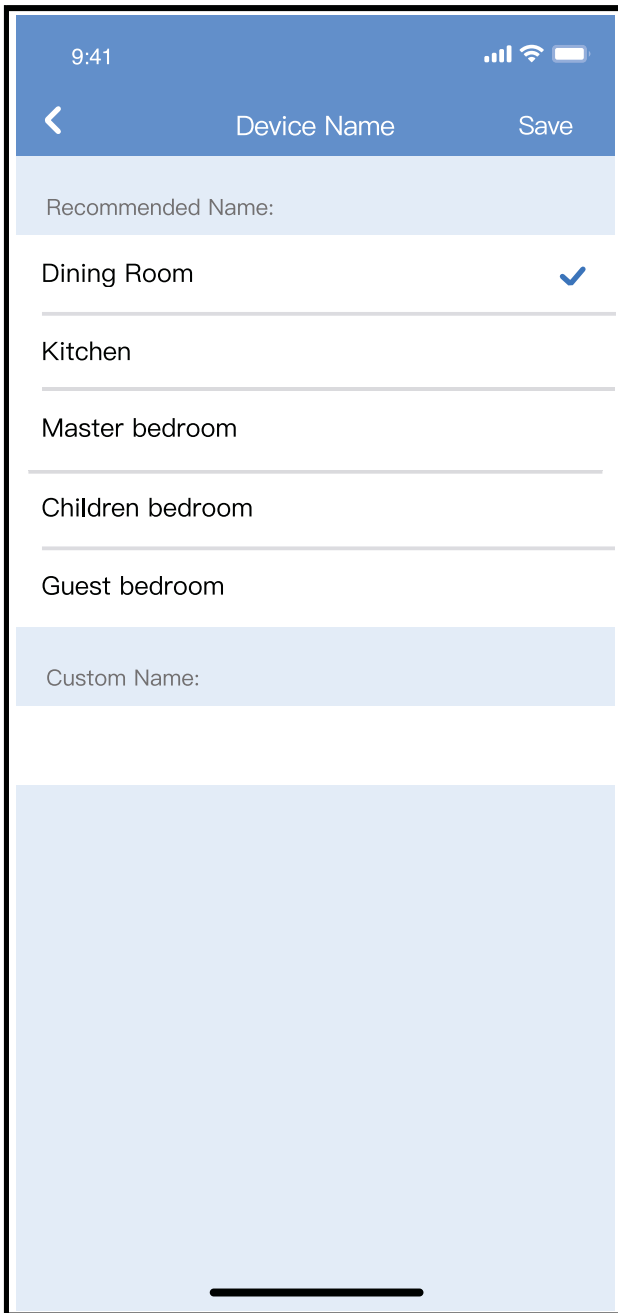 9:41
Device Name Save
Recommended Name:
Dining Room
Kitchen
Master bedroom
Children bedroom
Guest bedroom
Custom Name: